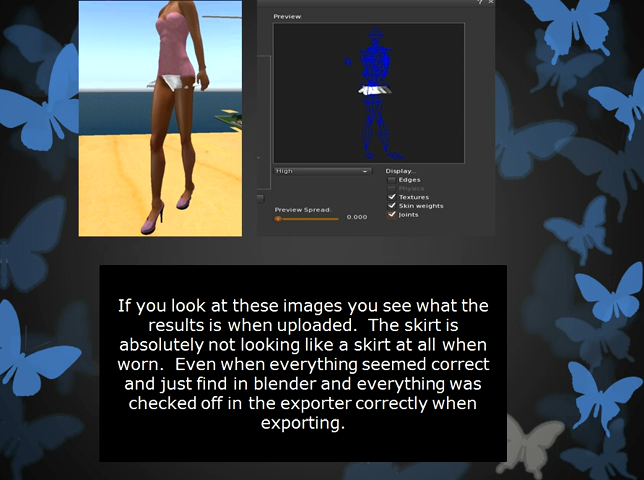 ? ×
Preview
High
Display...
Edges
Physics
Textures
Skin weights
Joints
Preview Spread:
0.000
If you look at these images you see what the
results is when uploaded.  The skirt is
absolutely not looking like a skirt at all when
worn.  Even when everything seemed correct
and just find in blender and everything was
checked off in the exporter correctly when
exporting.